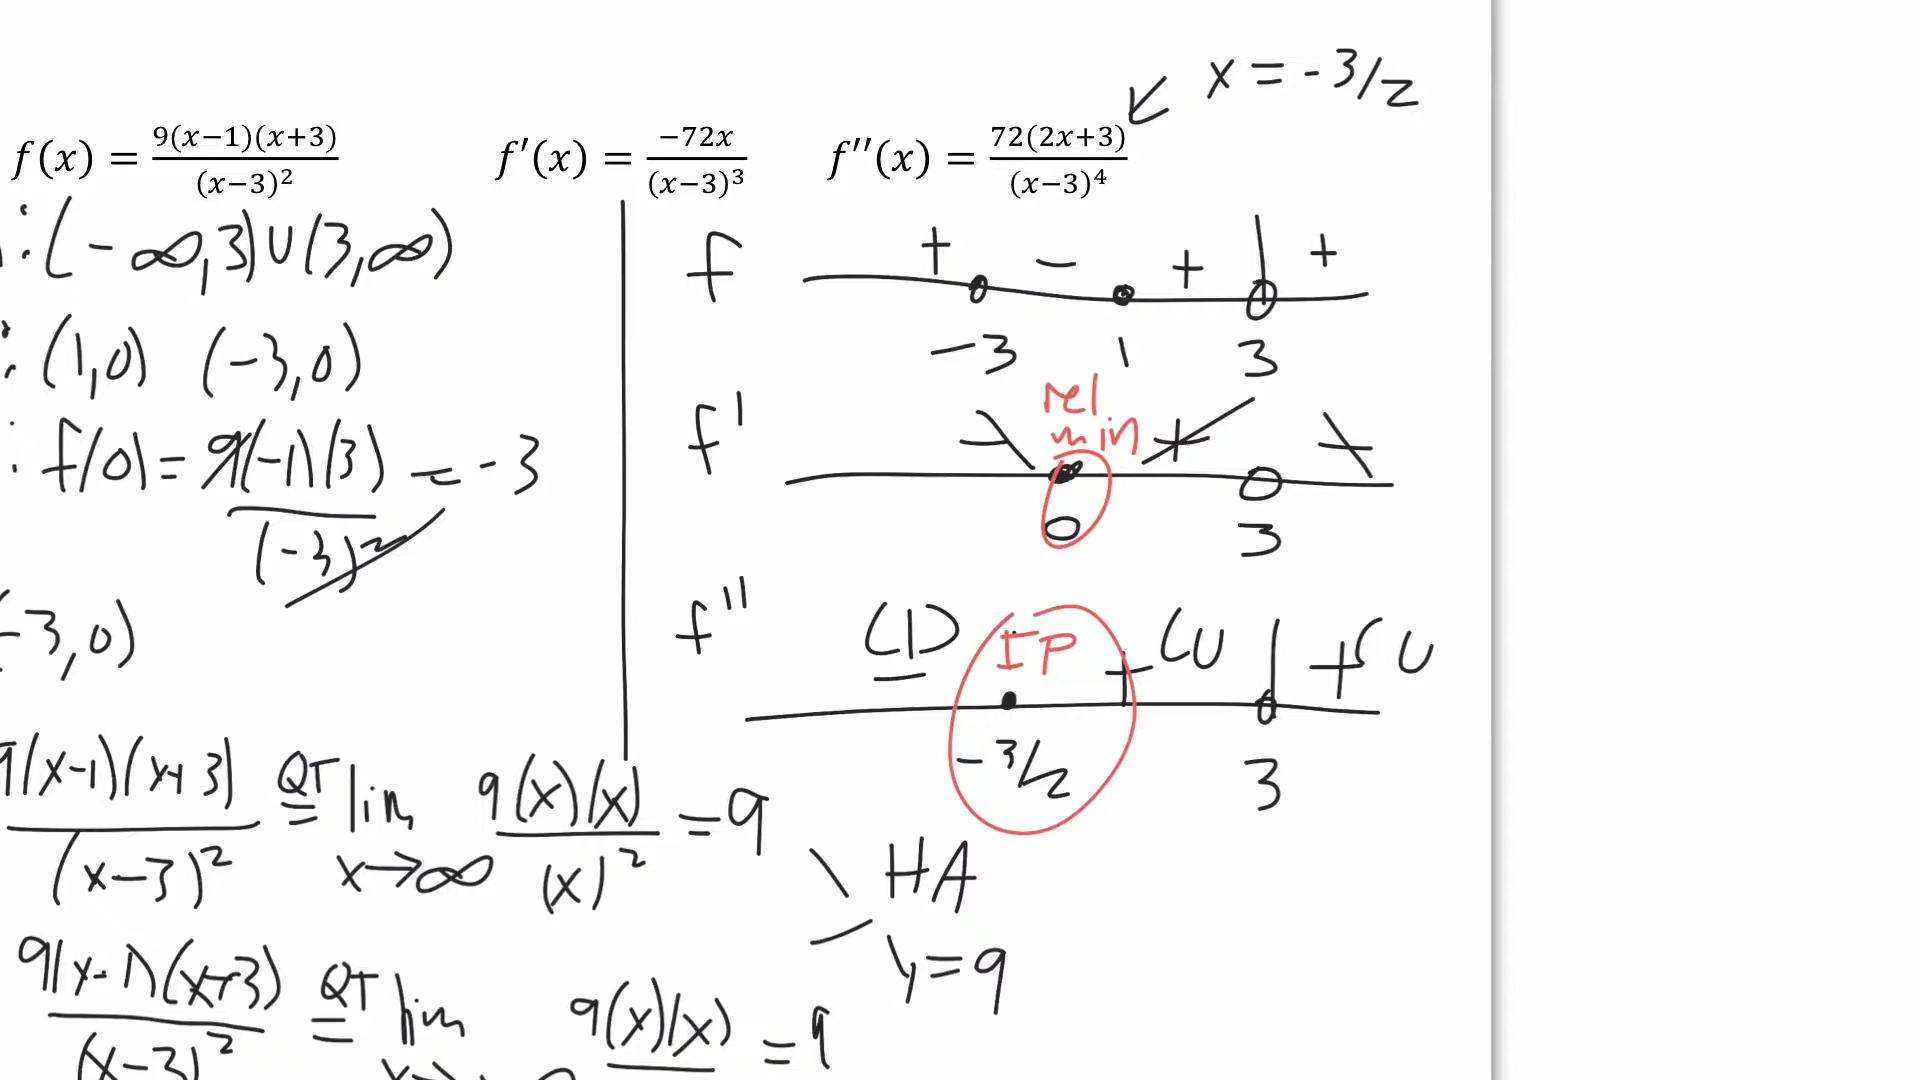 x = -3/2
f(x) = 9(x−1)(x+3)/(x−3)² f′(x) = −72x/(x−3)³ f″(x) = 72(2x+3)/(x−3)⁴
: (-∞,3)U(3,∞)
: (1,0) (-3,0)
: f(0) = 9(-1)(3)/(-3)² = -3
-3,0)
9(x-1)(x+3)/(x-3)² QT= lim x→∞ 9(x)(x)/(x)² = 9
9(x-1)(x+3)/(x-3)² QT= lim 9(x)(x) = 9
f + - + +
-3 1 3
rel
min
f' - + -
0 3
f'' CD IP + CU + CU
-3/2 3
HA
y=9